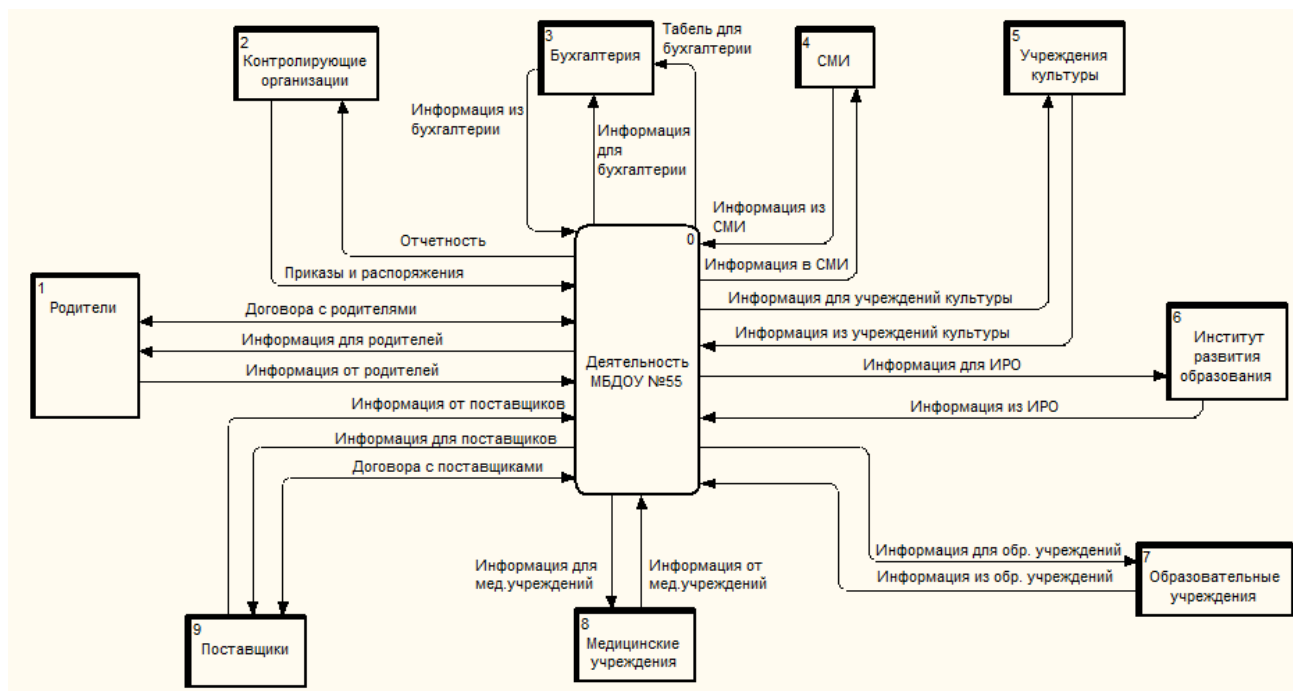 2
Контролирующие
организации
3
Бухгалтерия
Табель для
бухгалтерии
4
СМИ
5
Учреждения
культуры
Информация из
бухгалтерии
Информация
для
бухгалтерии
Информация из
СМИ
0
Отчетность
Информация в СМИ
Приказы и распоряжения
1
Родители
Договора с родителями
Информация для учреждений культуры
Информация для родителей
Информация из учреждений культуры
6
Институт
развития
образования
Деятельность
МБДОУ №55
Информация от родителей
Информация для ИРО
Информация от поставщиков
Информация из ИРО
Информация для поставщиков
Договора с поставщиками
Информация для
мед.учреждений
Информация от
мед.учреждений
Информация для обр. учреждений
Информация из обр. учреждений
7
Образовательные
учреждения
9
Поставщики
8
Медицинские
учреждения